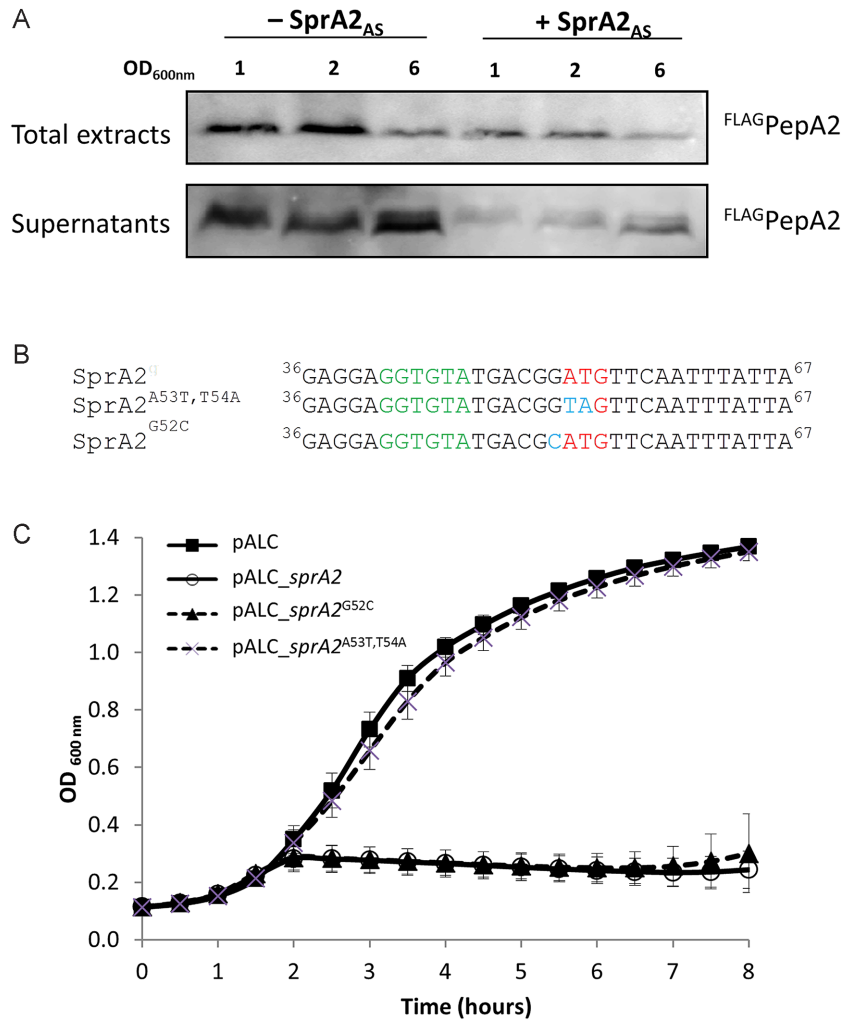 A
– SprA2AS + SprA2AS
OD600nm 1 2 6 1 2 6
Total extracts FLAGPepA2
Supernatants FLAGPepA2
B
SprA2 36GAGGAGGTGTATGACGGATGTTCAATTTATTA67
SprA2A53T,T54A 36GAGGAGGTGTATGACGGTAGTTCAATTTATTA67
SprA2G52C 36GAGGAGGTGTATGACGCATGTTCAATTTATTA67
C
1.4
1.2
1.0
0.8
0.6
0.4
0.2
0.0
OD600 nm
pALC
pALC_sprA2
pALC_sprA2G52C
pALC_sprA2A53T,T54A
0 1 2 3 4 5 6 7 8
Time (hours)